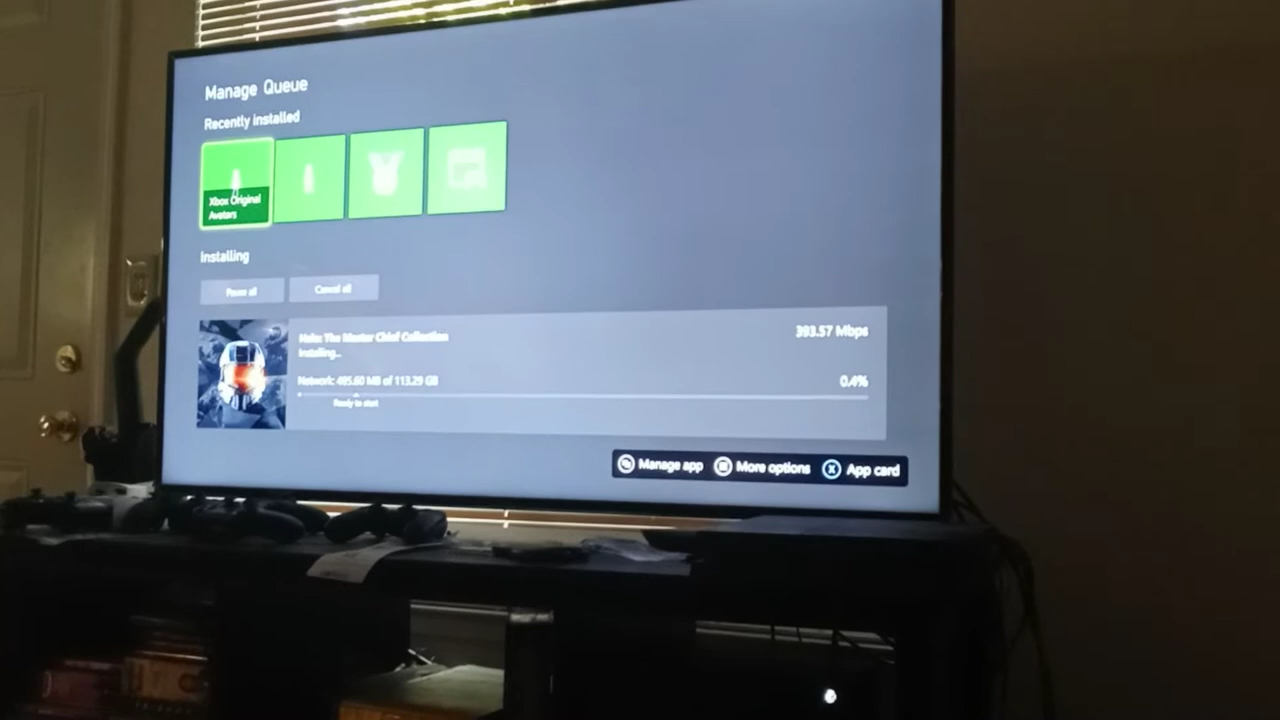 Manage Queue
Recently installed
Xbox Original
Avatars
Installing
Pause all
Cancel all
Halo: The Master Chief Collection
393.57 Mbps
Installing...
Network: 495.60 MB of 113.29 GB
0.4%
Ready to start
Manage app
More options
X App card